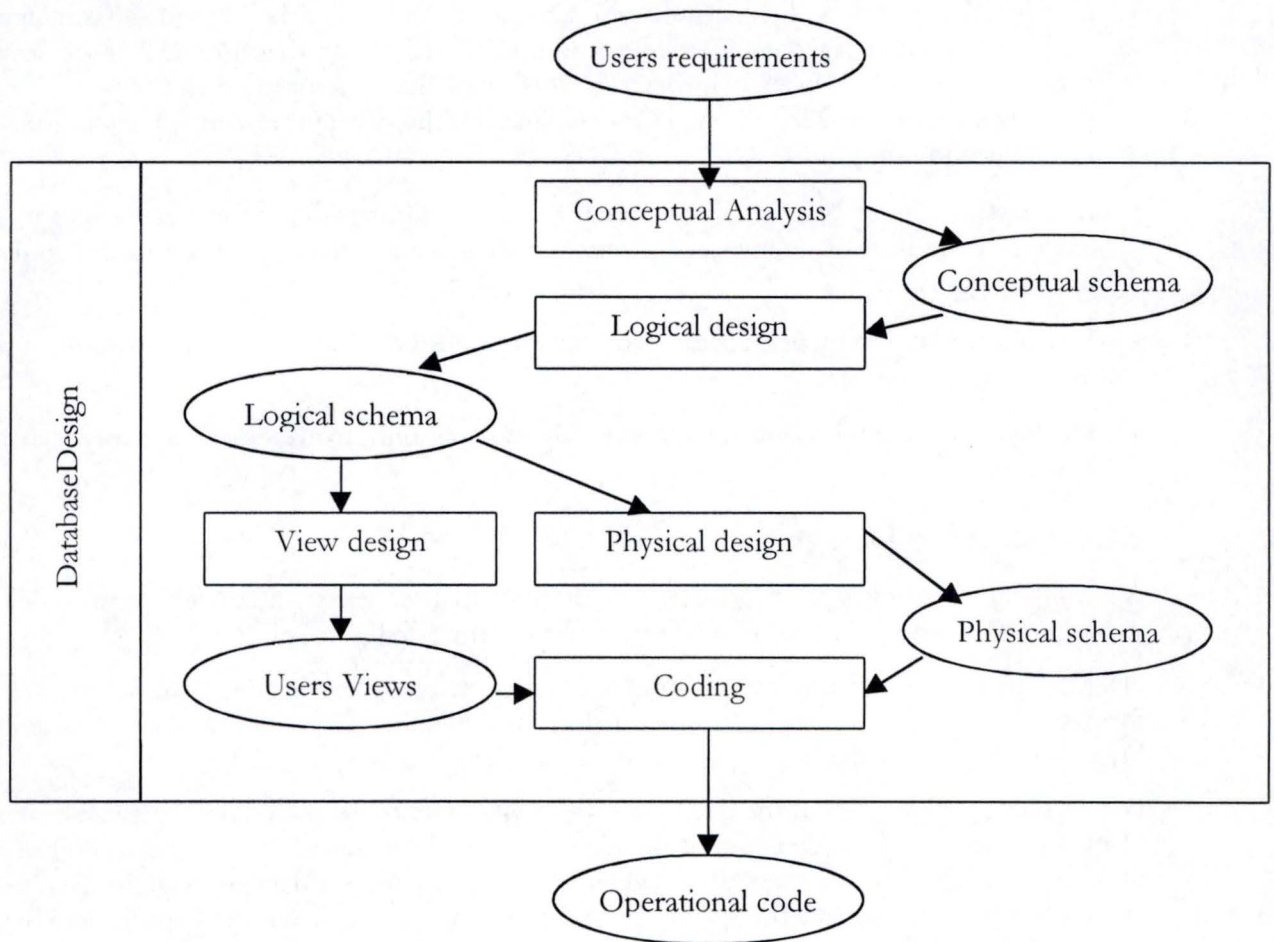 Users requirements
Conceptual Analysis
Conceptual schema
Logical design
Logical schema
DatabaseDesign
View design
Physical design
Physical schema
Users Views
Coding
Operational code